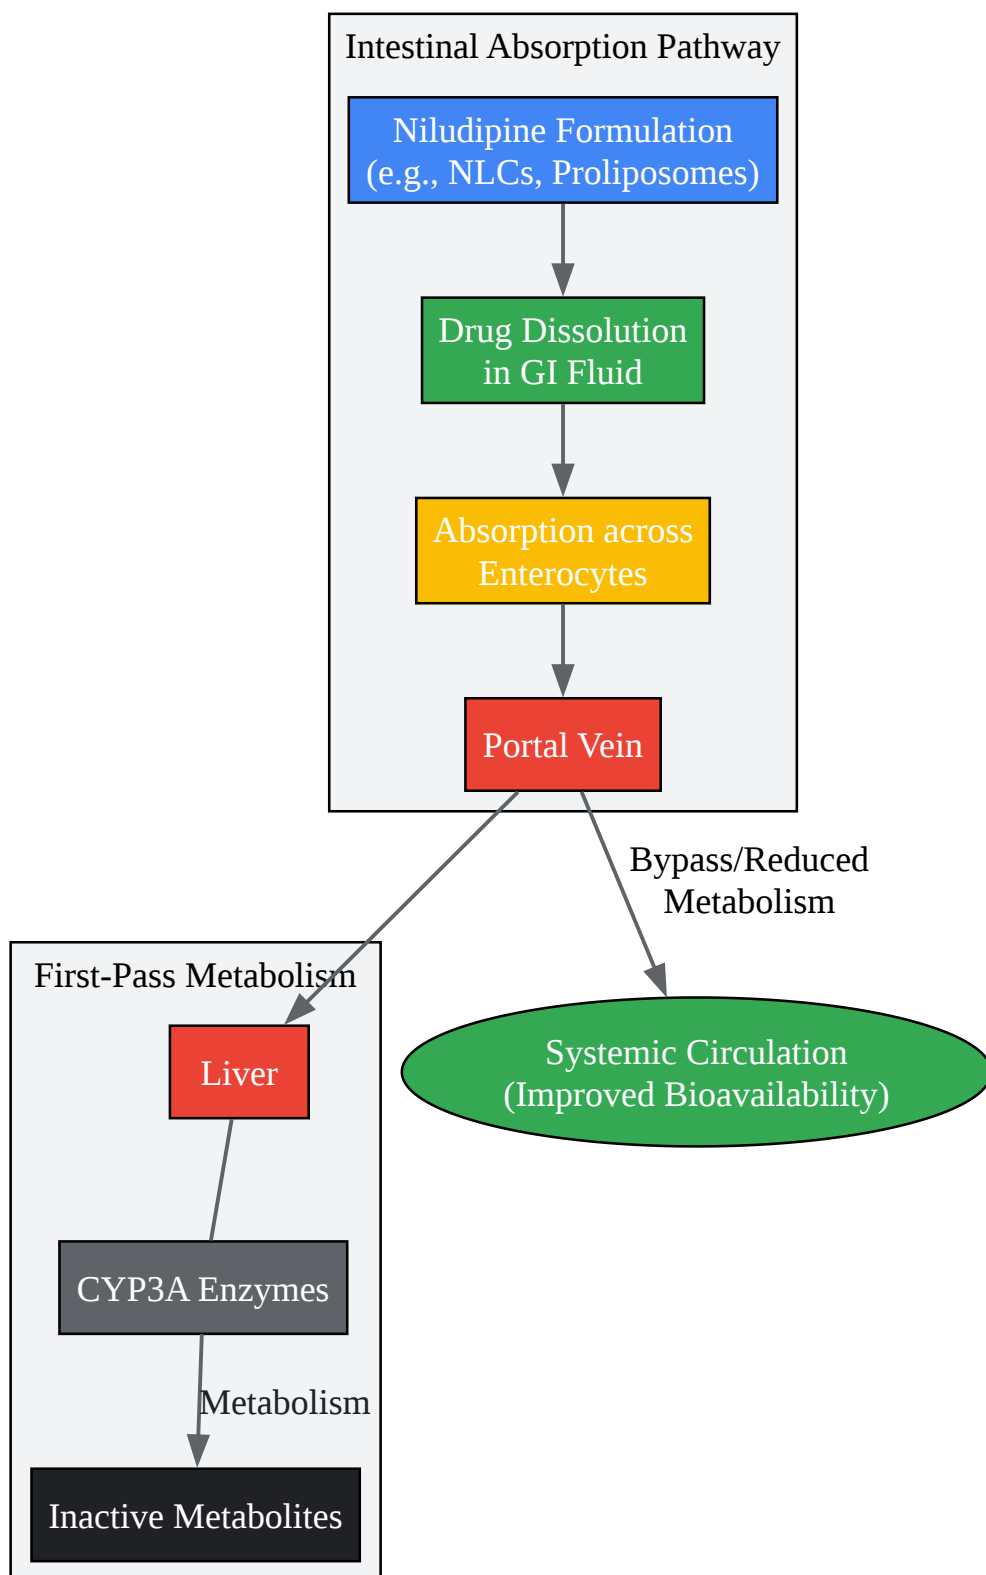 Intestinal Absorption Pathway
Niludipine Formulation
(e.g., NLCs, Proliposomes)
Drug Dissolution
in GI Fluid
Absorption across
Enterocytes
Portal Vein
Bypass/Reduced
Metabolism
First-Pass Metabolism
Liver
Systemic Circulation
(Improved Bioavailability)
CYP3A Enzymes
Metabolism
Inactive Metabolites